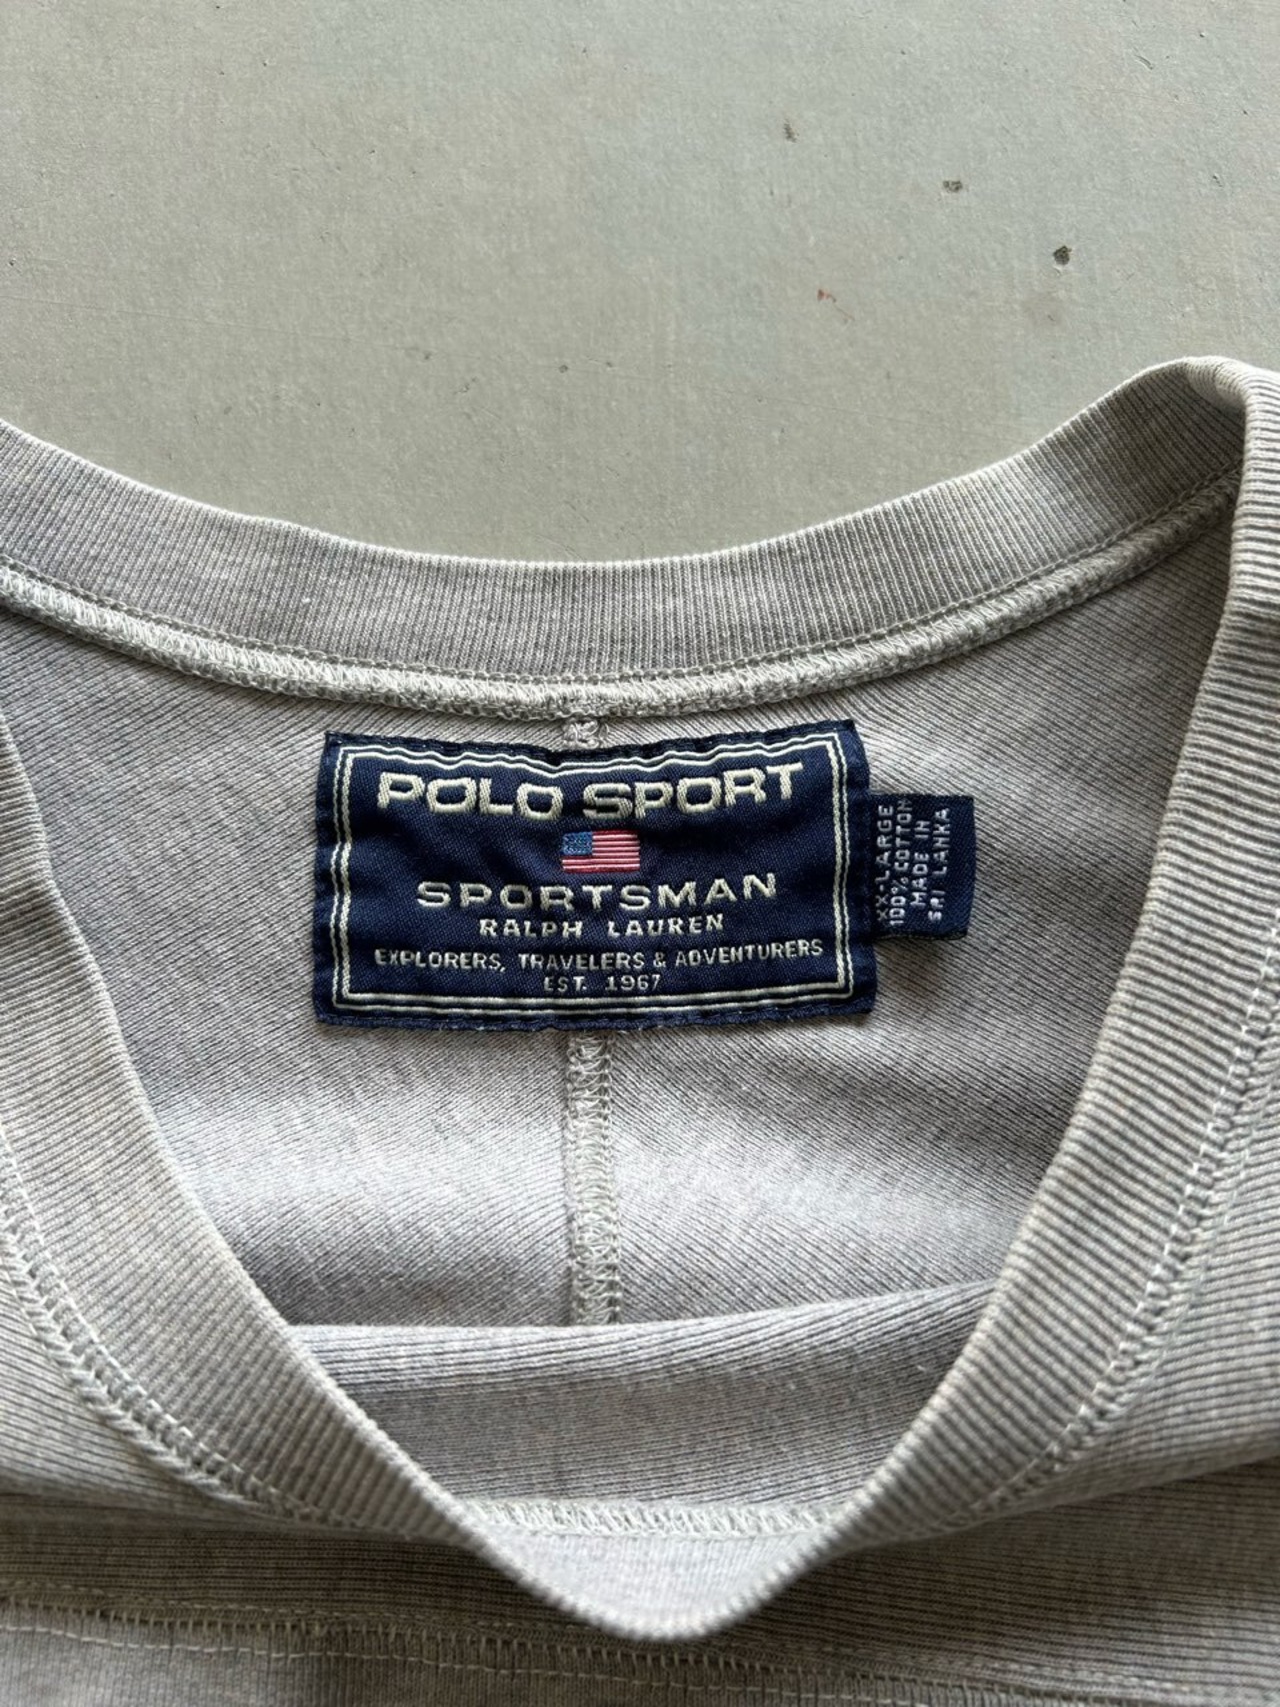 POLO SPORT
SPORTSMAN
RALPH LAUREN
EXPLORERS, TRAVELERS & ADVENTURERS
EST. 1967
XX-LARGE
100% COTTON
MADE IN
SRI LANKA